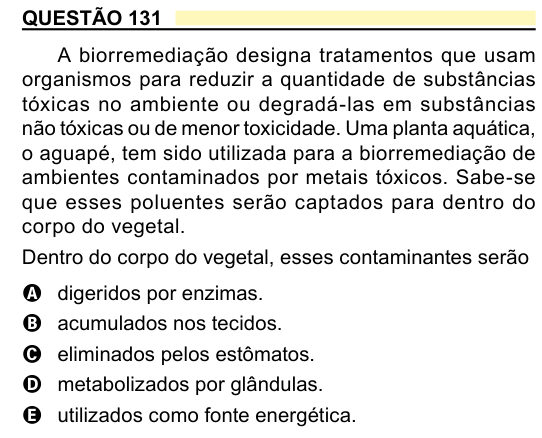 QUESTÃO 131
A biorremediação designa tratamentos que usam
organismos para reduzir a quantidade de substâncias
tóxicas no ambiente ou degradá-las em substâncias
não tóxicas ou de menor toxicidade. Uma planta aquática,
o aguapé, tem sido utilizada para a biorremediação de
ambientes contaminados por metais tóxicos. Sabe-se
que esses poluentes serão captados para dentro do
corpo do vegetal.
Dentro do corpo do vegetal, esses contaminantes serão
A digeridos por enzimas.
B acumulados nos tecidos.
C eliminados pelos estômatos.
D metabolizados por glândulas.
E utilizados como fonte energética.